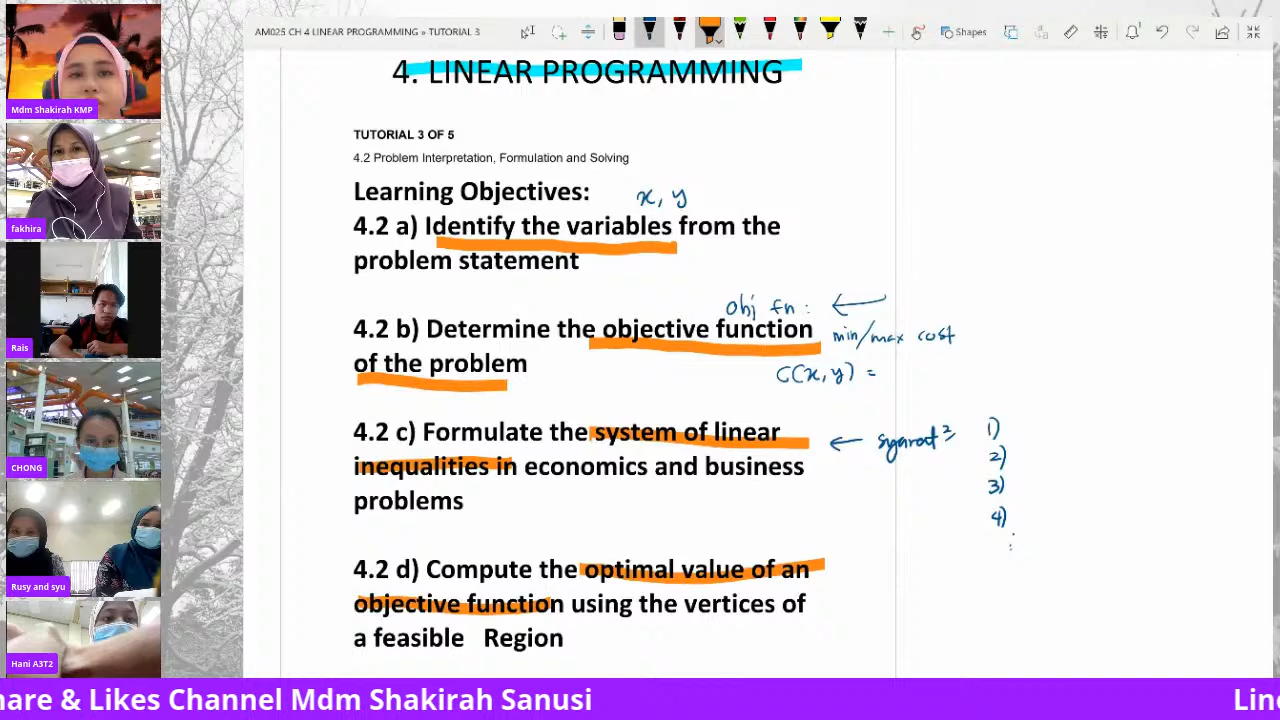 AM025 CH 4 LINEAR PROGRAMMING » TUTORIAL 3
Shapes
4. LINEAR PROGRAMMING
TUTORIAL 3 OF 5
4.2 Problem Interpretation, Formulation and Solving
Learning Objectives:
x, y
4.2 a) Identify the variables from the
problem statement
Obj fn :
4.2 b) Determine the objective function
min/max cost
of the problem
C(x, y) =
4.2 c) Formulate the system of linear
inequalities in economics and business
problems
← syarat²
1)
2)
3)
4)
:
4.2 d) Compute the optimal value of an
objective function using the vertices of
a feasible Region
Mdm Shakirah KMP
fakhira
Rais
CHONG
Rusy and syu
Hani A3T2
hare & Likes Channel Mdm Shakirah Sanusi
Lin